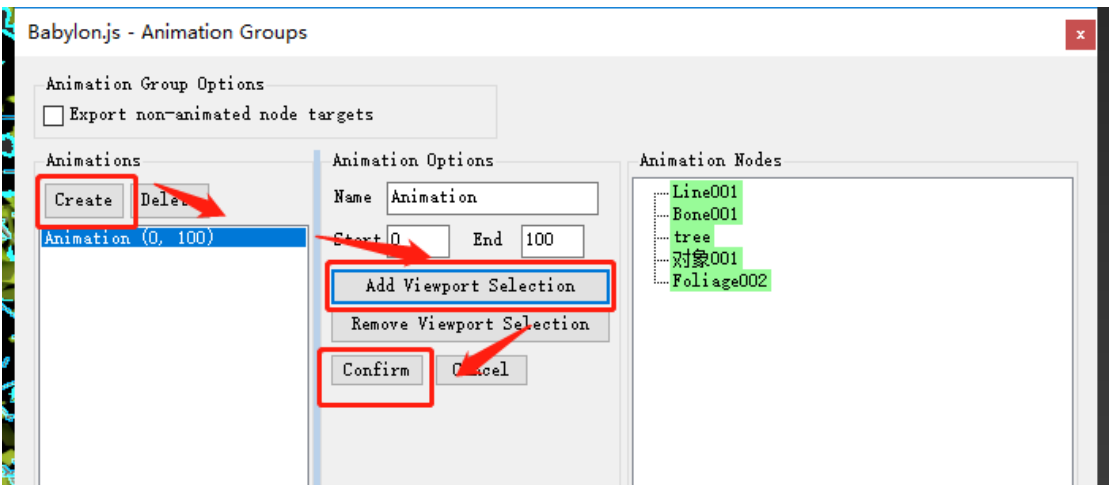 Babylon.js - Animation Groups
x
Animation Group Options
Export non-animated node targets
Animations
Create
Animation (0, 100)
Animation Options
Name Animation
Start 0 End 100
Add Viewport Selection
Remove Viewport Selection
Confirm Cancel
Animation Nodes
Line001
Bone001
tree
对象001
Foliage002